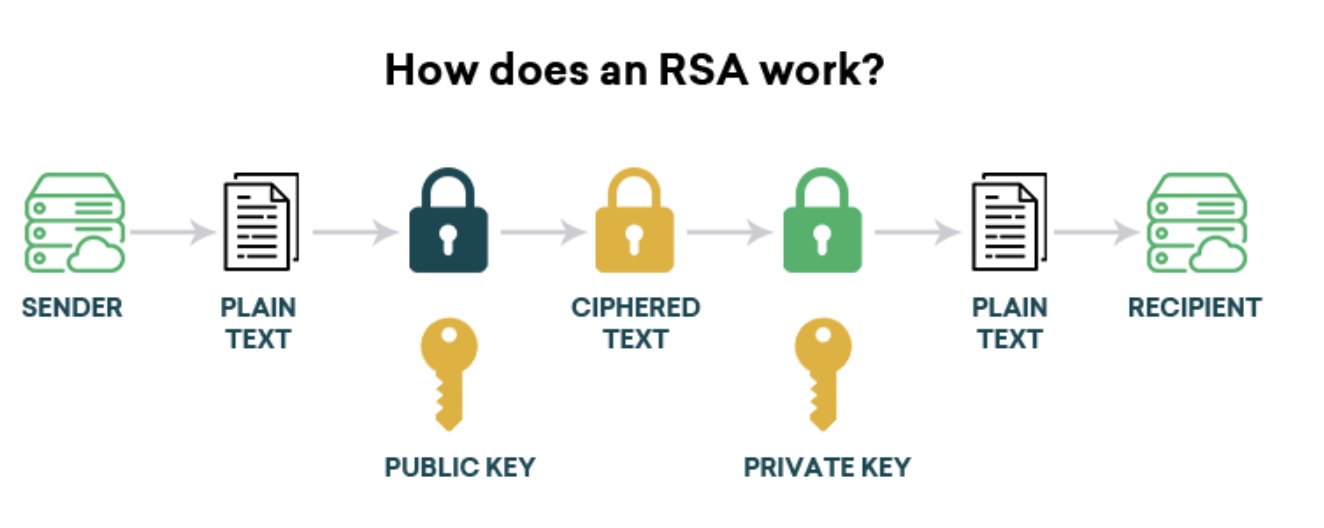 How does an RSA work?
SENDER
PLAIN
TEXT
CIPHERED
TEXT
PLAIN
TEXT
RECIPIENT
PUBLIC KEY
PRIVATE KEY